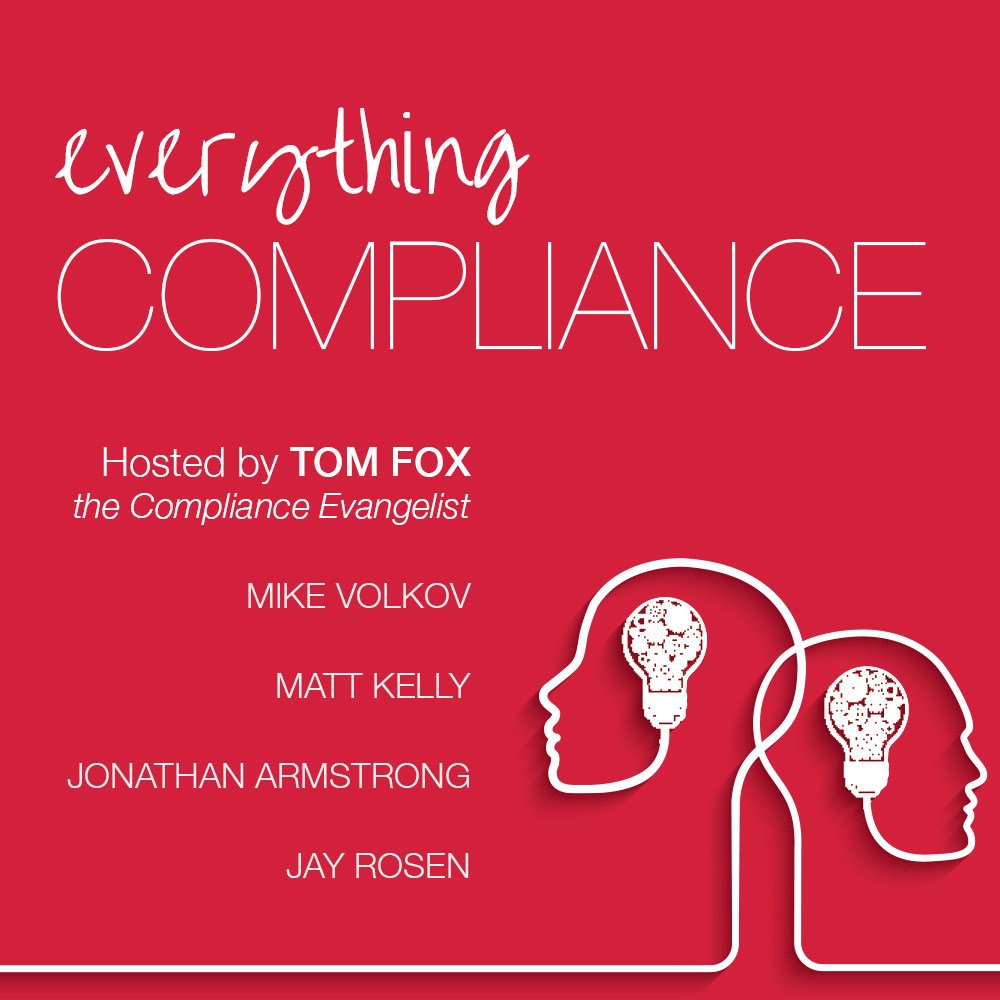 everything
COMPLIANCE
Hosted by TOM FOX
the Compliance Evangelist
MIKE VOLKOV
MATT KELLY
JONATHAN ARMSTRONG
JAY ROSEN